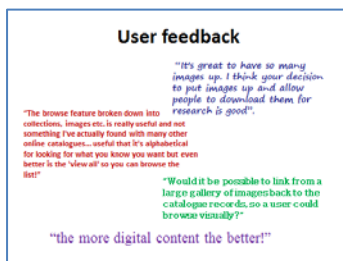 User feedback
"It's great to have so many
images up. I think your decision
to put images up and allow
people to download them for
research is good".
"The browse feature broken down into
collections, images etc. is really useful and not
something I've actually found with many other
online catalogues... useful that it's alphabetical
for looking for what you know you want but even
better is the 'view all' so you can browse the
list!"
"Would it be possible to link from a
large gallery of images back to the
catalogue records, so a user could
browse visually?"
"the more digital content the better!"